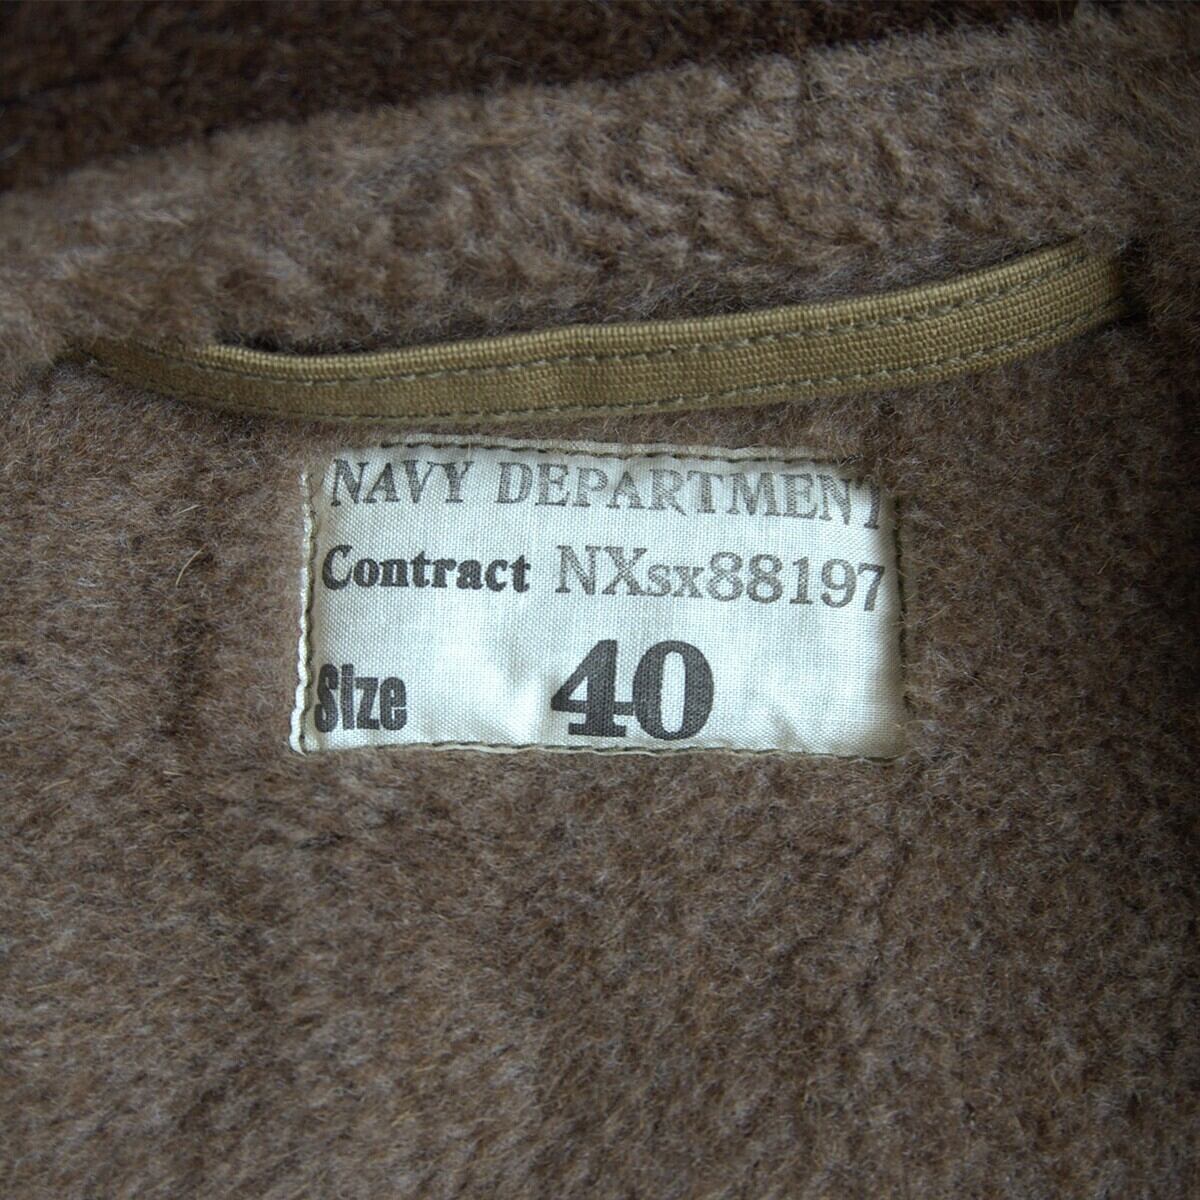 NAVY DEPARTMENT
Contract NXsx88197
Size 40